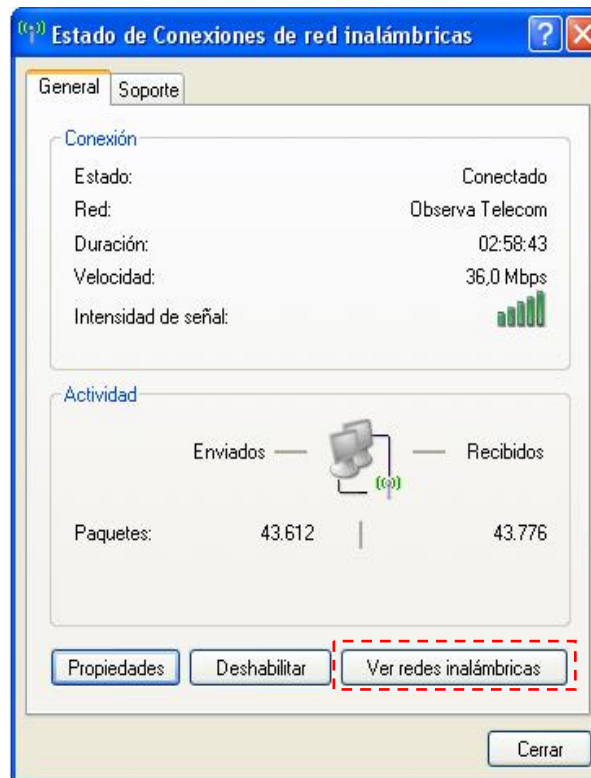 Estado de Conexiones de red inalámbricas
General Soporte
Conexión
Estado: Conectado
Red: Observa Telecom
Duración: 02:58:43
Velocidad: 36,0 Mbps
Intensidad de señal:
Actividad
Enviados Recibidos
Paquetes: 43.612 43.776
Propiedades Deshabilitar Ver redes inalámbricas
Cerrar